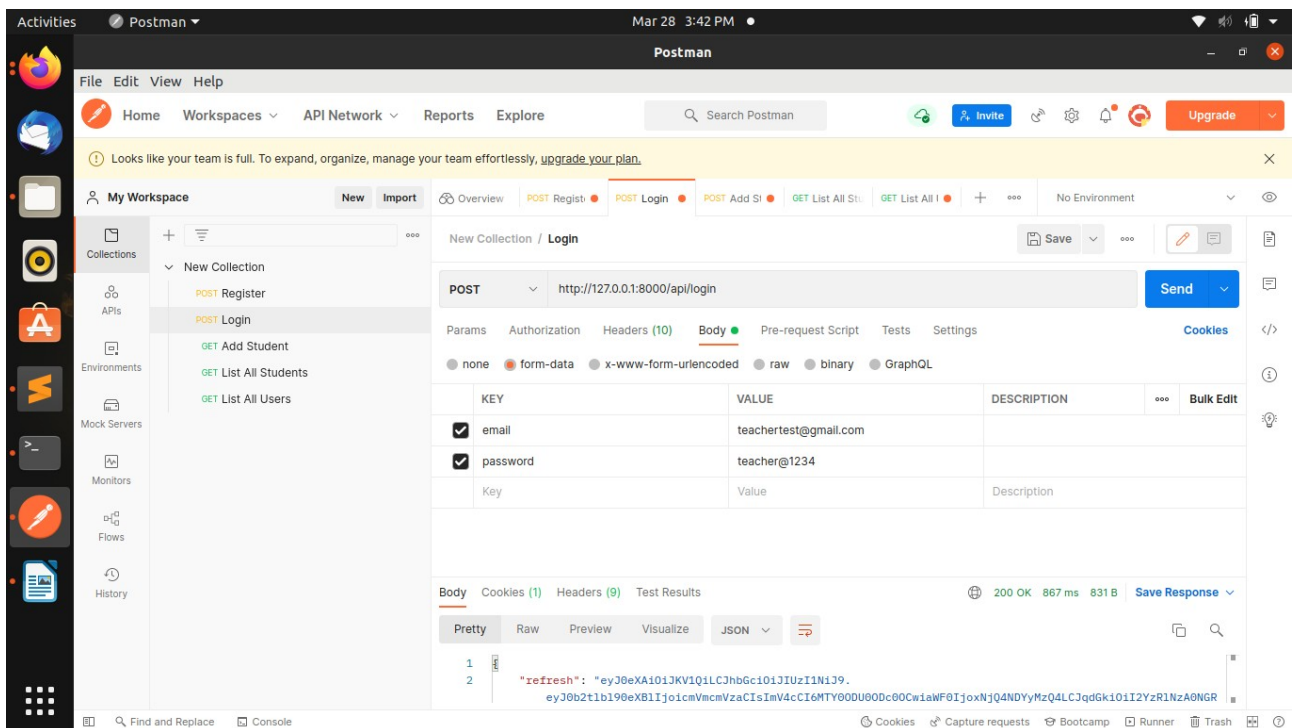 Activities Postman Mar 28 3:42 PM
Postman
File Edit View Help
Home Workspaces API Network Reports Explore Search Postman Invite Upgrade
Looks like your team is full. To expand, organize, manage your team effortlessly, upgrade your plan.
My Workspace New Import Overview POST Regist POST Login POST Add St GET List All Stu GET List All No Environment
Collections
New Collection / Login Save
New Collection
POST Register
POST http://127.0.0.1:8000/api/login Send
APIs
POST Login
Params Authorization Headers (10) Body Pre-request Script Tests Settings Cookies
GET Add Student
Environments
none form-data x-www-form-urlencoded raw binary GraphQL
GET List All Students
GET List All Users
KEY VALUE DESCRIPTION Bulk Edit
Mock Servers
email teachertest@gmail.com
password teacher@1234
Monitors
Key Value Description
Flows
History
Body Cookies (1) Headers (9) Test Results 200 OK 867 ms 831 B Save Response
Pretty Raw Preview Visualize JSON
1 {
2 "refresh": "eyJ0eXAiOiJKV1QiLCJhbGciOiJIUzI1NiJ9.
Find and Replace Console Cookies Capture requests Bootcamp Runner Trash